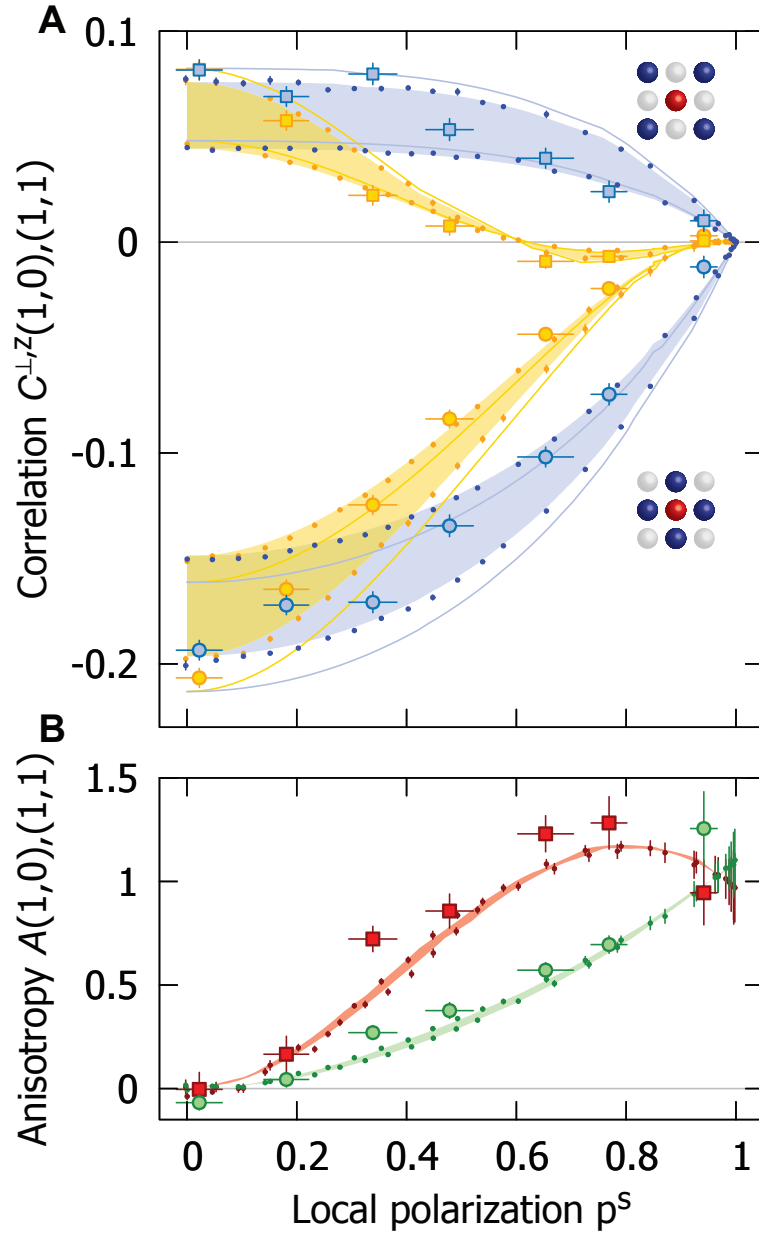 A
0.1
0
-0.1
-0.2
Correlation C⊥,z(1,0),(1,1)
B
1.5
1
0.5
0
Anisotropy A(1,0),(1,1)
0 0.2 0.4 0.6 0.8 1
Local polarization pˢ